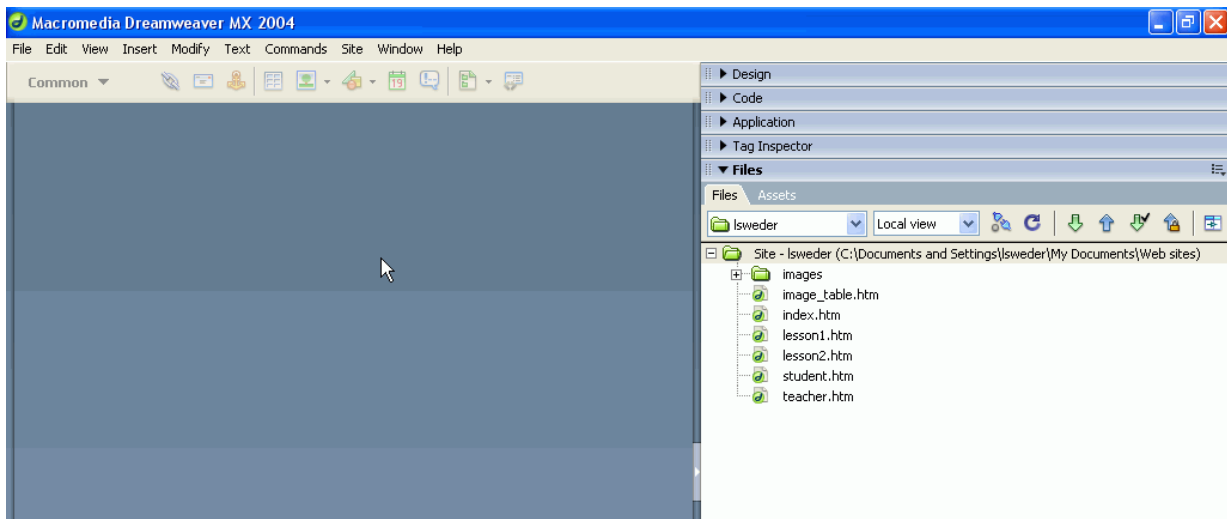 Macromedia Dreamweaver MX 2004
File Edit View Insert Modify Text Commands Site Window Help
Common
19
Design
Code
Application
Tag Inspector
Files
Files Assets
lsweder Local view
Site - lsweder (C:\Documents and Settings\lsweder\My Documents\Web sites)
images
image_table.htm
index.htm
lesson1.htm
lesson2.htm
student.htm
teacher.htm